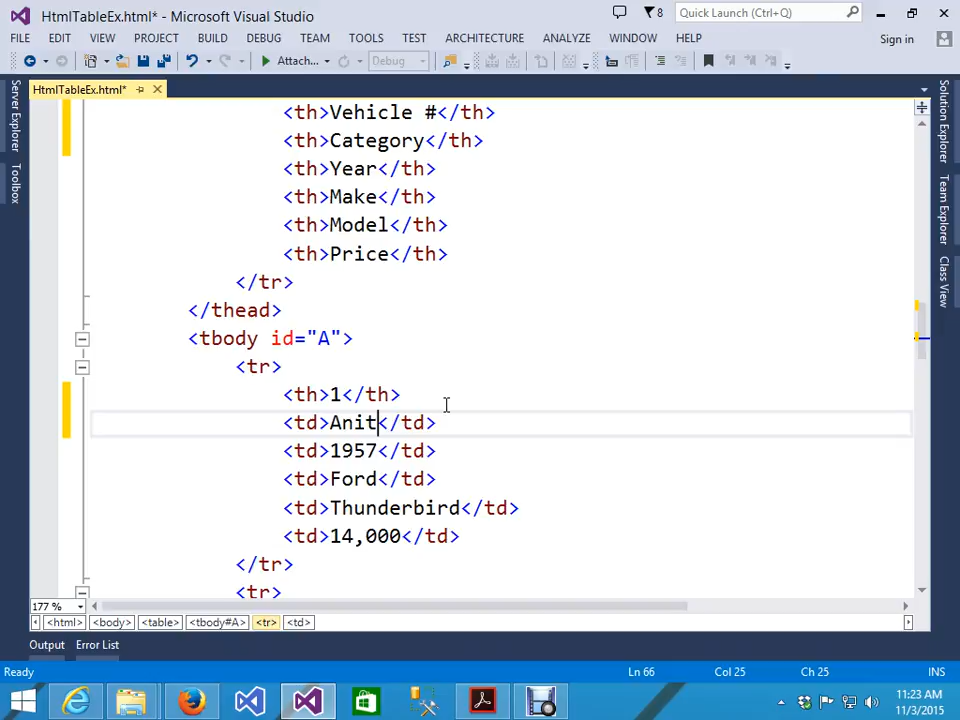 HtmlTableEx.html* - Microsoft Visual Studio
8
Quick Launch (Ctrl+Q)
FILE EDIT VIEW PROJECT BUILD DEBUG TEAM TOOLS TEST ARCHITECTURE ANALYZE WINDOW HELP
Sign in
Attach...
Debug
HtmlTableEx.html*
Server Explorer
Toolbox
Solution Explorer
Team Explorer
Class View
<th>Vehicle #</th>
<th>Category</th>
<th>Year</th>
<th>Make</th>
<th>Model</th>
<th>Price</th>
</tr>
</thead>
<tbody id="A">
<tr>
<th>1</th>
<td>Anit</td>
<td>1957</td>
<td>Ford</td>
<td>Thunderbird</td>
<td>14,000</td>
</tr>
<tr>
177 %
<html> <body> <table> <tbody#A> <tr> <td>
Output Error List
Ready Ln 66 Col 25 Ch 25 INS
11:23 AM
11/3/2015